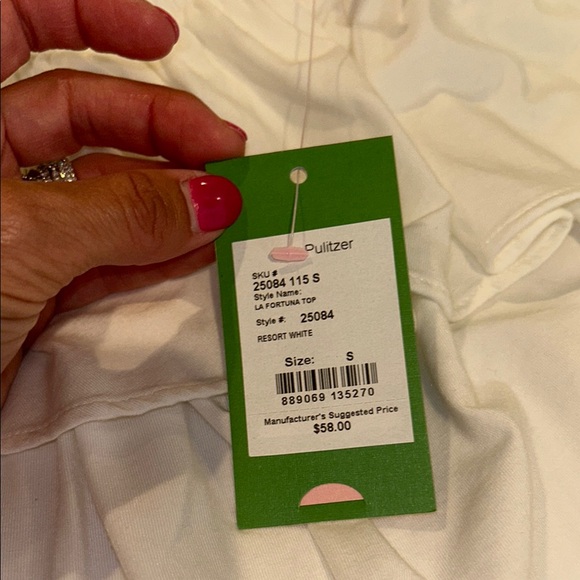 Pulitzer
SKU #
25084 115 S
Style Name:
LA FORTUNA TOP
Style #: 25084
RESORT WHITE
Size: S
889069 135270
Manufacturer's Suggested Price
$58.00